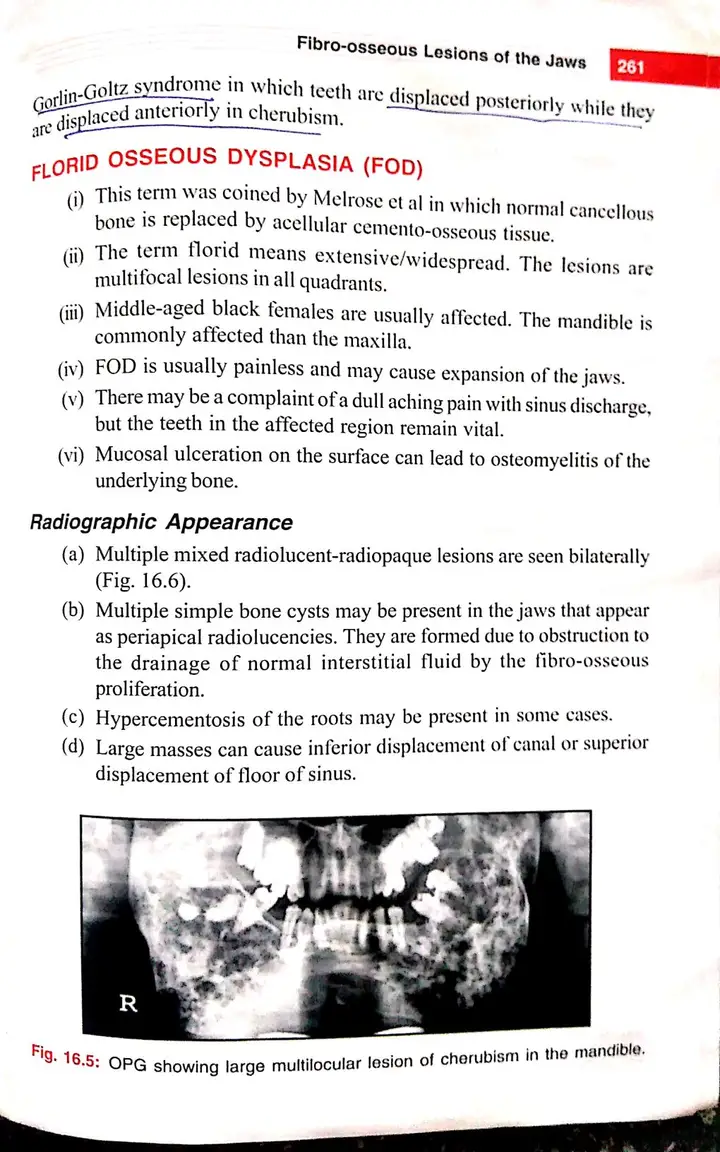 Fibro-osseous Lesions of the Jaws 261
Gorlin-Goltz syndrome in which teeth are displaced posteriorly while they
are displaced anteriorly in cherubism.
FLORID OSSEOUS DYSPLASIA (FOD)
(i) This term was coined by Melrose et al in which normal cancellous
bone is replaced by acellular cemento-osseous tissue.
(ii) The term florid means extensive/widespread. The lesions are
multifocal lesions in all quadrants.
(iii) Middle-aged black females are usually affected. The mandible is
commonly affected than the maxilla.
(iv) FOD is usually painless and may cause expansion of the jaws.
(v) There may be a complaint of a dull aching pain with sinus discharge,
but the teeth in the affected region remain vital.
(vi) Mucosal ulceration on the surface can lead to osteomyelitis of the
underlying bone.
Radiographic Appearance
(a) Multiple mixed radiolucent-radiopaque lesions are seen bilaterally
(Fig. 16.6).
(b) Multiple simple bone cysts may be present in the jaws that appear
as periapical radiolucencies. They are formed due to obstruction to
the drainage of normal interstitial fluid by the fibro-osseous
proliferation.
(c) Hypercementosis of the roots may be present in some cases.
(d) Large masses can cause inferior displacement of canal or superior
displacement of floor of sinus.
R
Fig. 16.5: OPG showing large multilocular lesion of cherubism in the mandible.